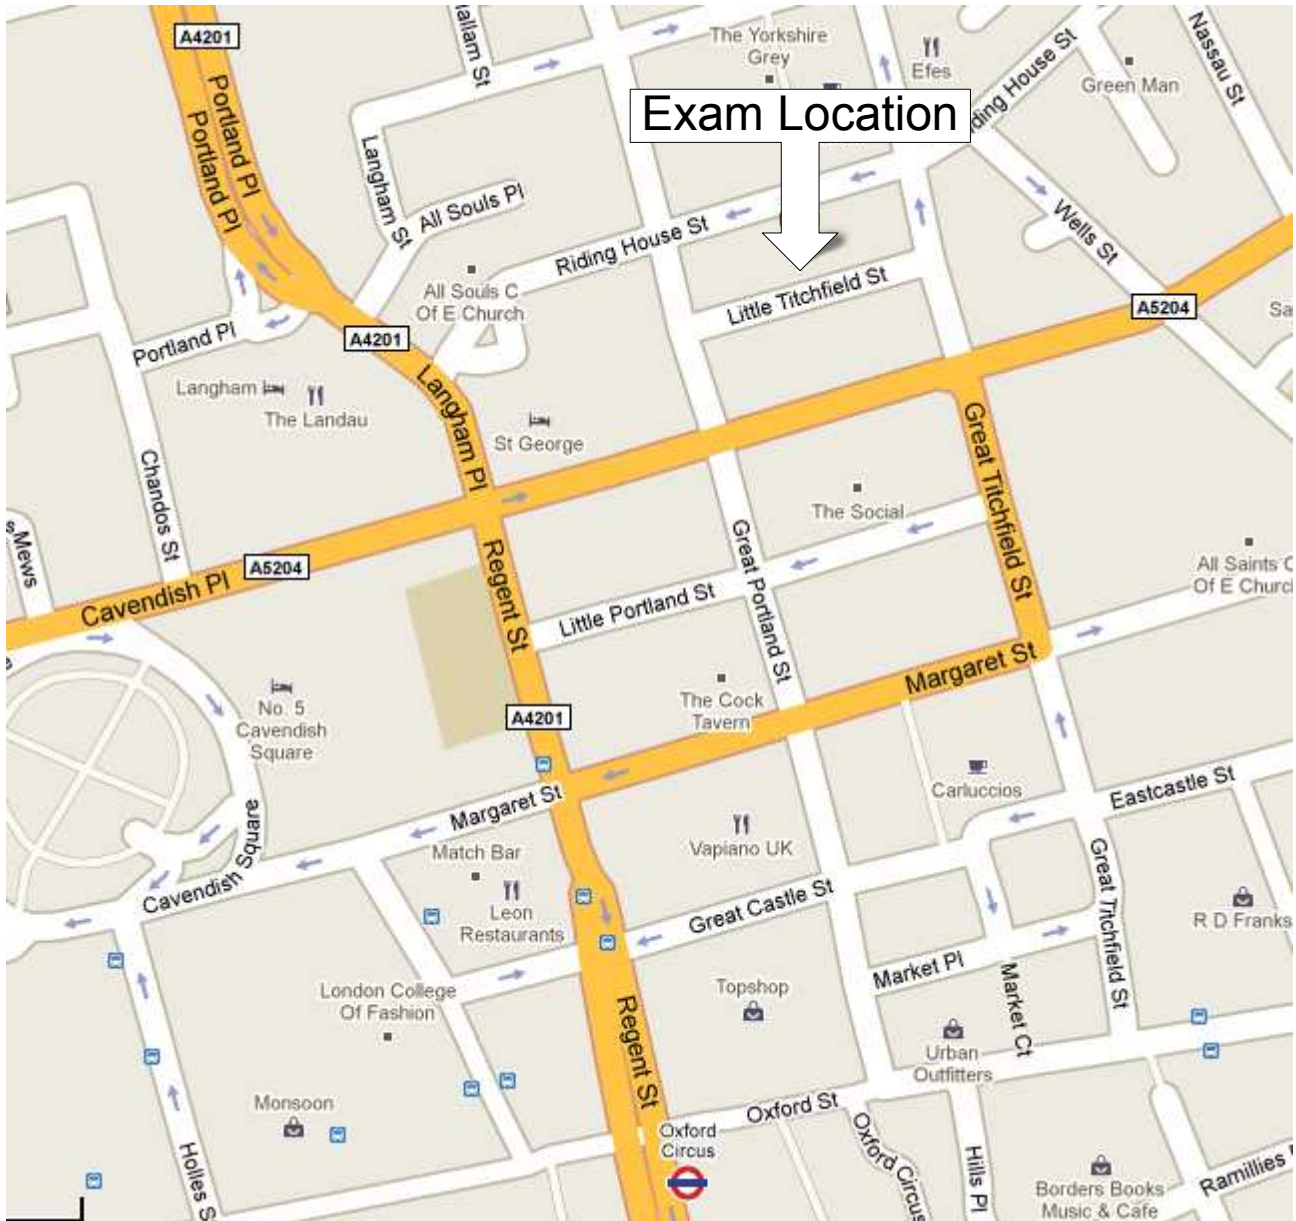 A4201
Portland Pl
Portland Pl
Hallam St
The Yorkshire
Grey
Efes
Green Man
Nassau St
Exam Location
Langham St
All Souls Pl
Riding House St
Wells St
All Souls C
Of E Church
Little Titchfield St
A5204
Portland Pl
A4201
Langham
The Landau
Langham Pl
St George
Great Titchfield St
Chandos St
The Social
Mews
Cavendish Pl
A5204
Regent St
Great Portland St
All Saints C
Of E
Little Portland St
Margaret St
No. 5
Cavendish
Square
A4201
The Cock
Tavern
Margaret St
Carluccios
Eastcastle St
Match Bar
Vapiano UK
Cavendish Square
Leon
Restaurants
Great Castle St
Great Titchfield St
R D Franks
London College
Of Fashion
Topshop
Market Pl
Market Ct
Regent St
Urban
Outfitters
Monsoon
Oxford St
Oxford
Circus
Oxford Circus
Holles S
Hills Pl
Borders Books
Music & Cafe
Ramillies